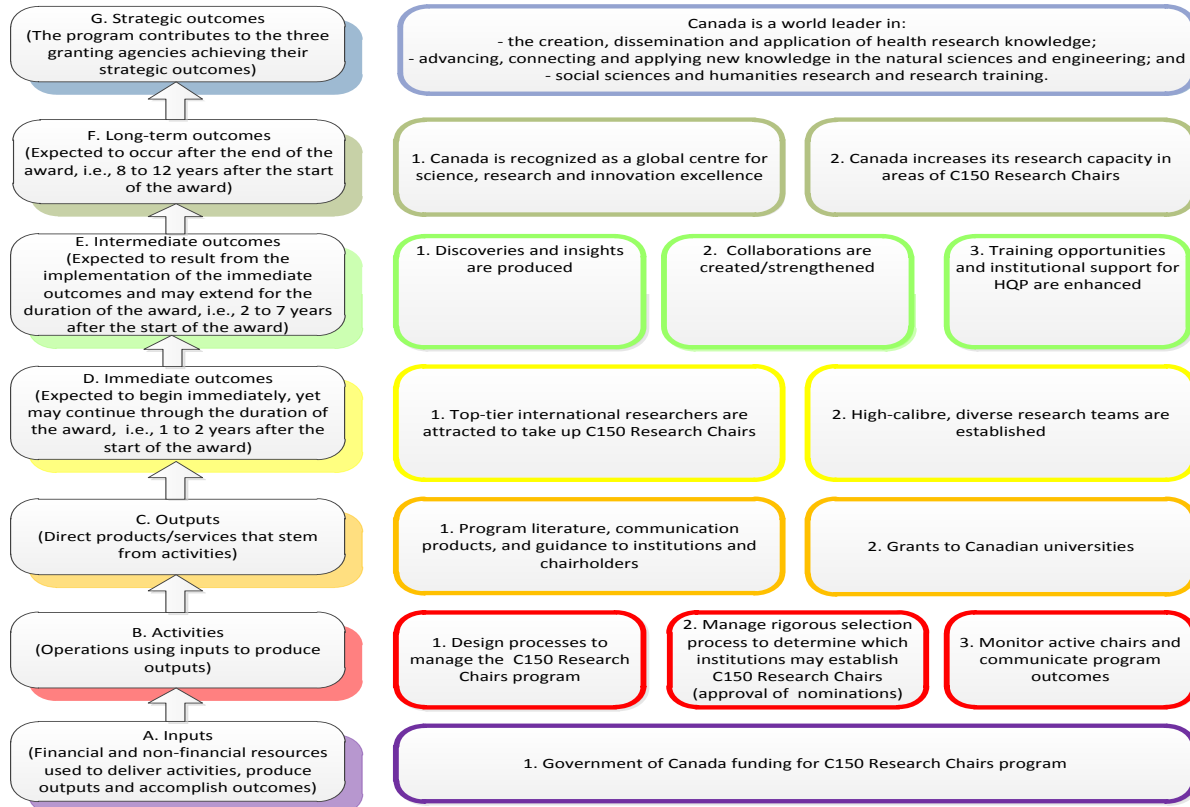 G. Strategic outcomes
(The program contributes to the three
granting agencies achieving their
strategic outcomes)
Canada is a world leader in:
- the creation, dissemination and application of health research knowledge;
- advancing, connecting and applying new knowledge in the natural sciences and engineering; and
- social sciences and humanities research and research training.
F. Long-term outcomes
(Expected to occur after the end of the
award, i.e., 8 to 12 years after the start
of the award)
1. Canada is recognized as a global centre for
science, research and innovation excellence
2. Canada increases its research capacity in
areas of C150 Research Chairs
E. Intermediate outcomes
(Expected to result from the
implementation of the immediate
outcomes and may extend for the
duration of the award, i.e., 2 to 7 years
after the start of the award)
1. Discoveries and insights
are produced
2. Collaborations are
created/strengthened
3. Training opportunities
and institutional support for
HQP are enhanced
D. Immediate outcomes
(Expected to begin immediately, yet
may continue through the duration of
the award, i.e., 1 to 2 years after the
start of the award)
1. Top-tier international researchers are
attracted to take up C150 Research Chairs
2. High-calibre, diverse research teams are
established
C. Outputs
(Direct products/services that stem
from activities)
1. Program literature, communication
products, and guidance to institutions and
chairholders
2. Grants to Canadian universities
B. Activities
(Operations using inputs to produce
outputs)
1. Design processes to
manage the C150 Research
Chairs program
2. Manage rigorous selection
process to determine which
institutions may establish
C150 Research Chairs
(approval of nominations)
3. Monitor active chairs and
communicate program
outcomes
A. Inputs
(Financial and non-financial resources
used to deliver activities, produce
outputs and accomplish outcomes)
1. Government of Canada funding for C150 Research Chairs program